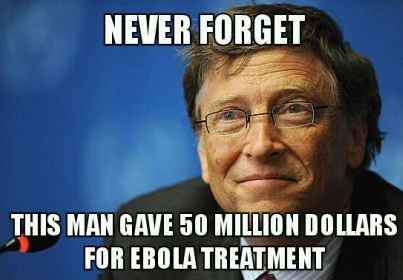 NEVER FORGET
THIS MAN GAVE 50 MILLION DOLLARS
FOR EBOLA TREATMENT